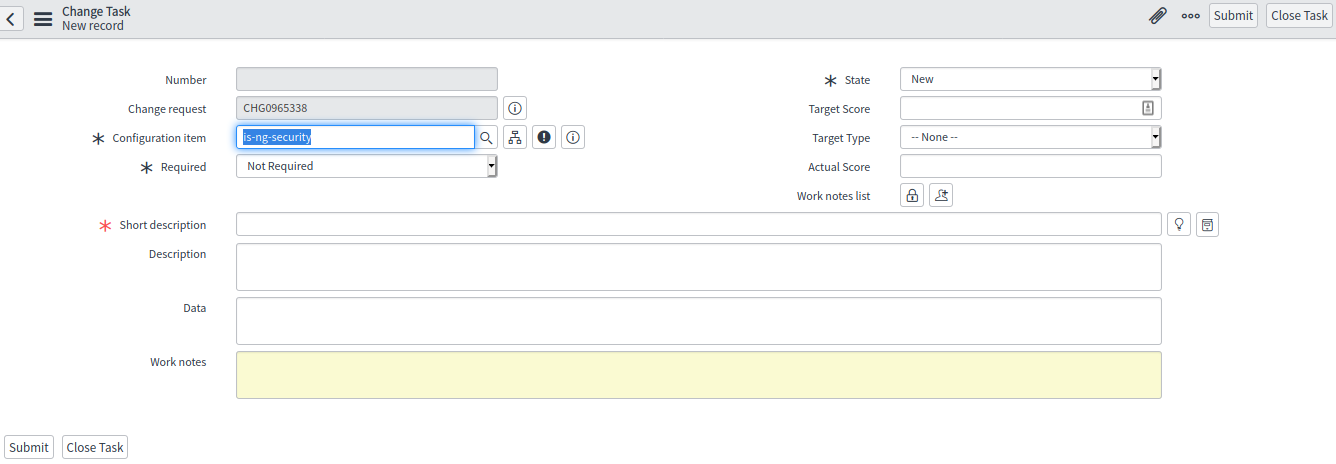 Change Task
New record
Submit
Close Task
Number
Change request
CHG0965338
Configuration item
is-ng-security
Required
Not Required
State
New
Target Score
Target Type
-- None --
Actual Score
Work notes list
Short description
Description
Data
Work notes
Submit
Close Task